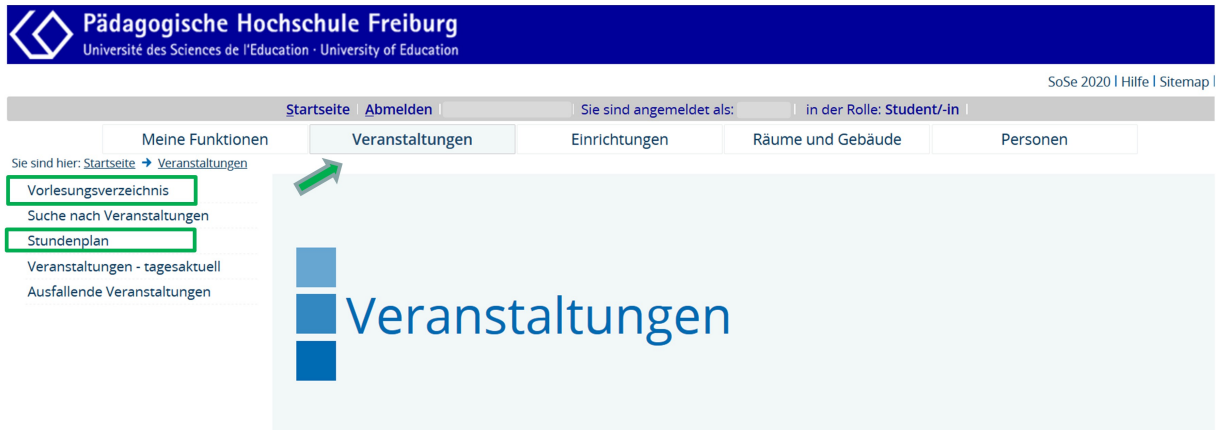 Pädagogische Hochschule Freiburg
Université des Sciences de l'Education · University of Education
SoSe 2020 | Hilfe | Sitemap |
Startseite | Abmelden | | Sie sind angemeldet als: | in der Rolle: Student/-in |
Meine Funktionen Veranstaltungen Einrichtungen Räume und Gebäude Personen
Sie sind hier: Startseite → Veranstaltungen
Vorlesungsverzeichnis
Suche nach Veranstaltungen
Stundenplan
Veranstaltungen - tagesaktuell
Ausfallende Veranstaltungen
Veranstaltungen